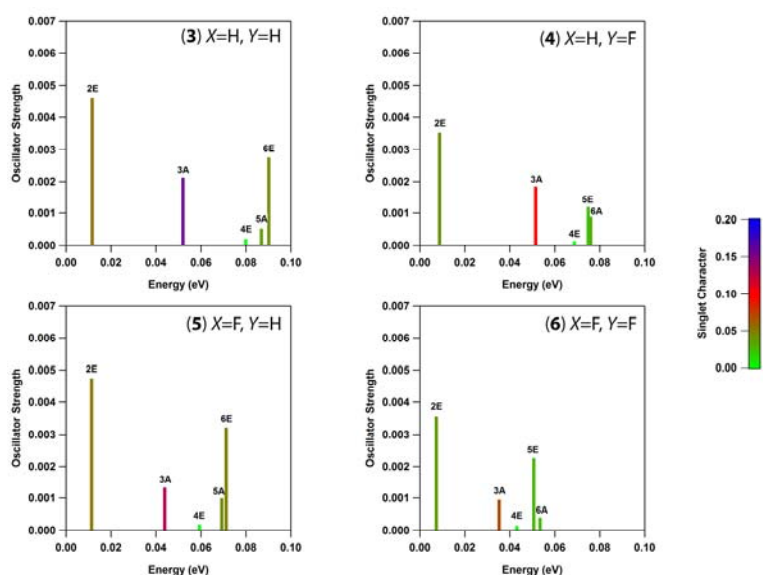 (3) X=H, Y=H
0.007
0.006
0.005
0.004
0.003
0.002
0.001
0.000
Oscillator Strength
2E
3A
4E
5A
6E
0.00 0.02 0.04 0.06 0.08 0.10
Energy (eV)
(4) X=H, Y=F
0.007
0.006
0.005
0.004
0.003
0.002
0.001
0.000
Oscillator Strength
2E
3A
4E
5E
6A
0.00 0.02 0.04 0.06 0.08 0.10
Energy (eV)
(5) X=F, Y=H
0.007
0.006
0.005
0.004
0.003
0.002
0.001
0.000
Oscillator Strength
2E
3A
4E
5A
6E
0.00 0.02 0.04 0.06 0.08 0.10
Energy (eV)
(6) X=F, Y=F
0.007
0.006
0.005
0.004
0.003
0.002
0.001
0.000
Oscillator Strength
2E
3A
4E
5E
6A
0.00 0.02 0.04 0.06 0.08 0.10
Energy (eV)
0.20
0.15
0.10
0.05
0.00
Singlet Character